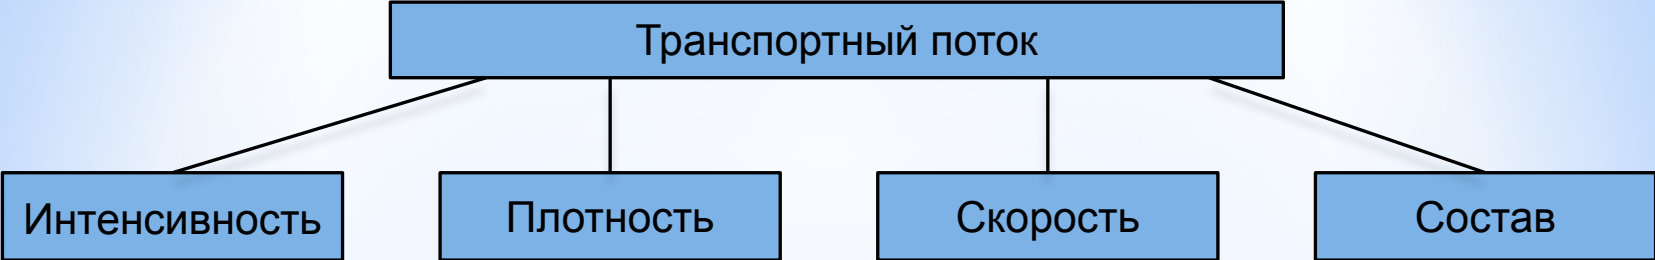 Транспортный поток
Интенсивность
Плотность
Скорость
Состав